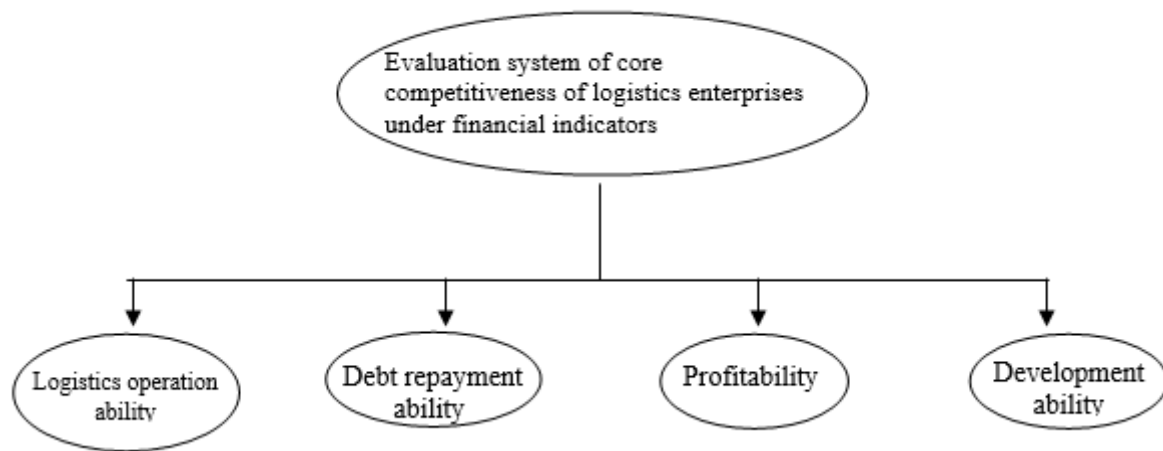 Evaluation system of core
competitiveness of logistics enterprises
under financial indicators
Logistics operation
ability
Debt repayment
ability
Profitability
Development
ability